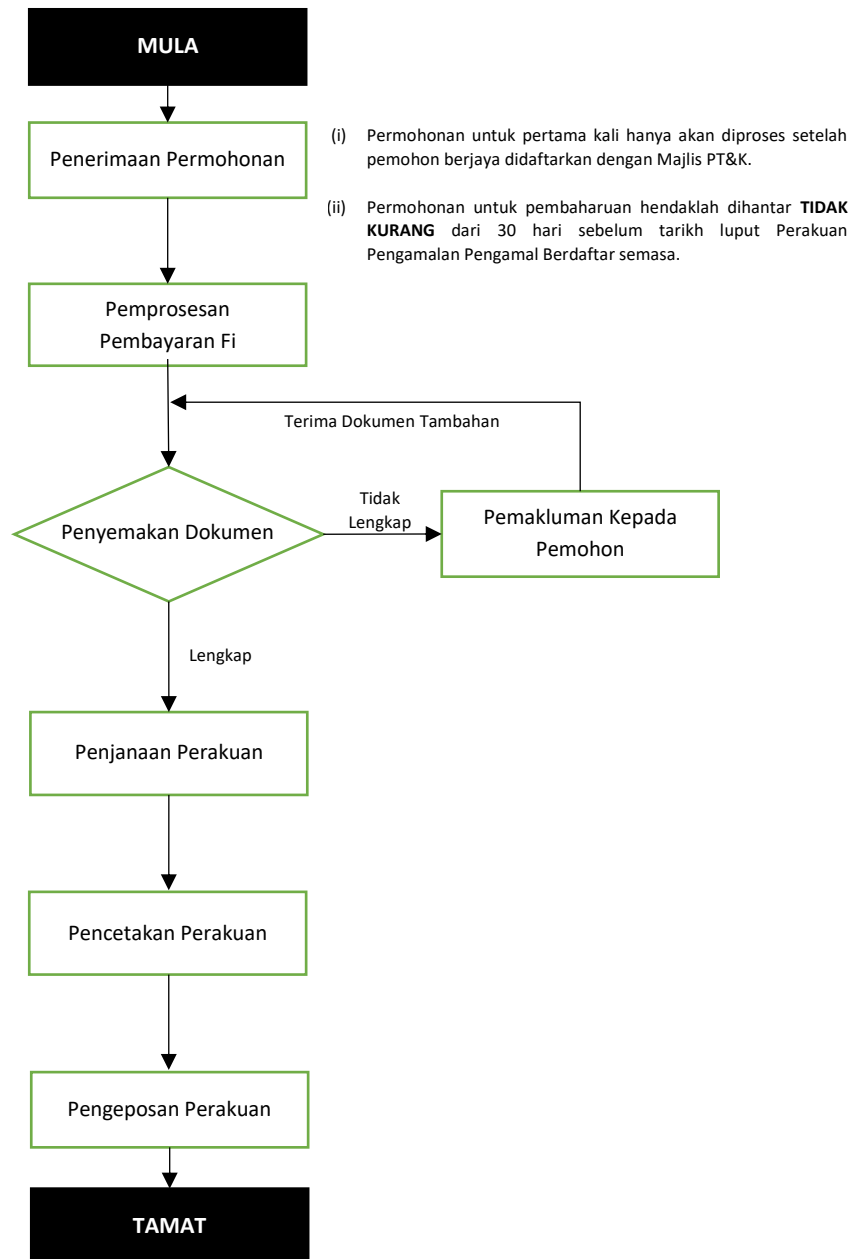 MULA
Penerimaan Permohonan
(i) Permohonan untuk pertama kali hanya akan diproses setelah
pemohon berjaya didaftarkan dengan Majlis PT&K.
(ii) Permohonan untuk pembaharuan hendaklah dihantar TIDAK
KURANG dari 30 hari sebelum tarikh luput Perakuan
Pengamalan Pengamal Berdaftar semasa.
Pemprosesan
Pembayaran Fi
Terima Dokumen Tambahan
Penyemakan Dokumen
Tidak
Lengkap
Pemakluman Kepada
Pemohon
Lengkap
Penjanaan Perakuan
Pencetakan Perakuan
Pengeposan Perakuan
TAMAT